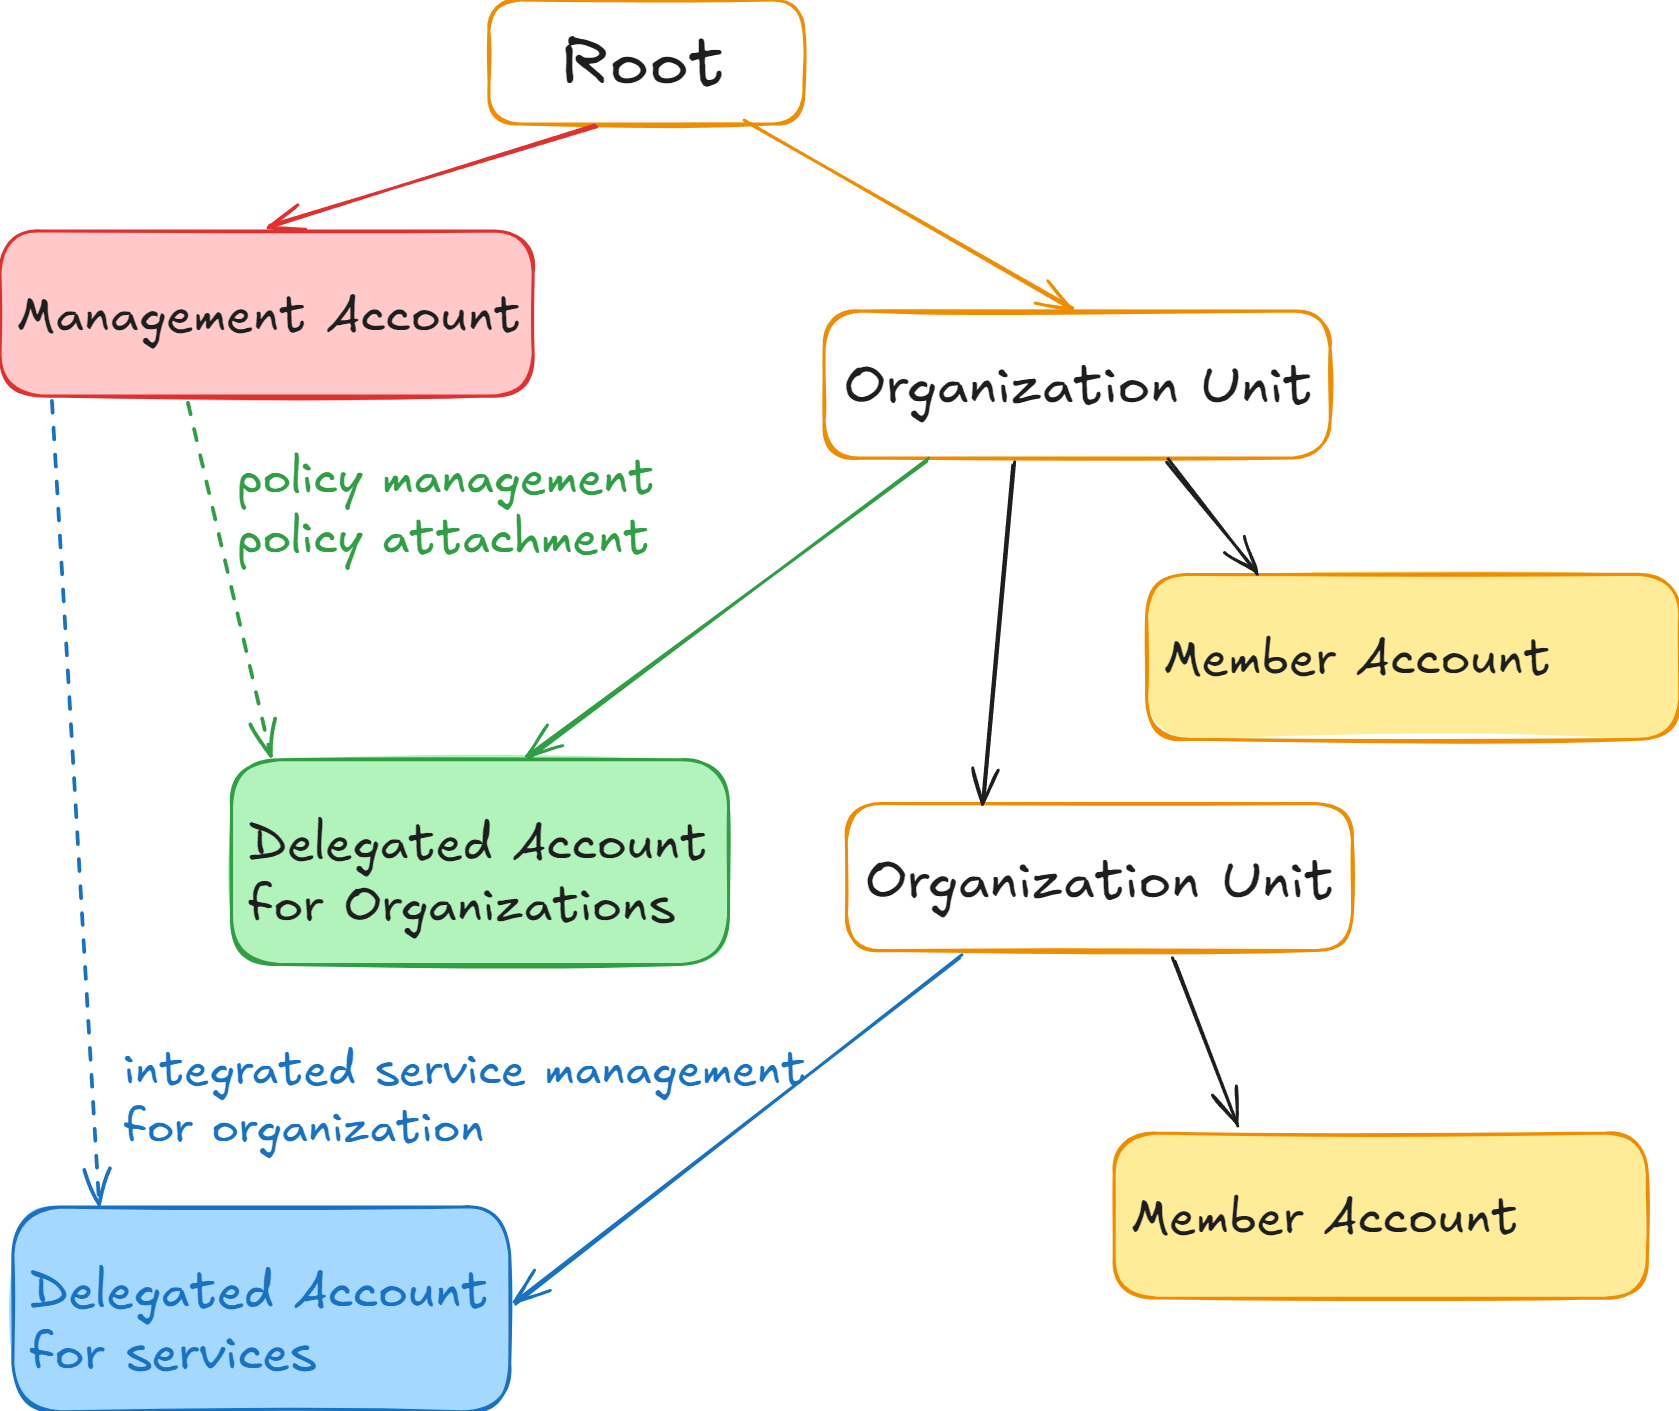 Root
Management Account
Organization Unit
policy management
policy attachment
Member Account
Delegated Account
for Organizations
Organization Unit
integrated service management
for organization
Member Account
Delegated Account
for services